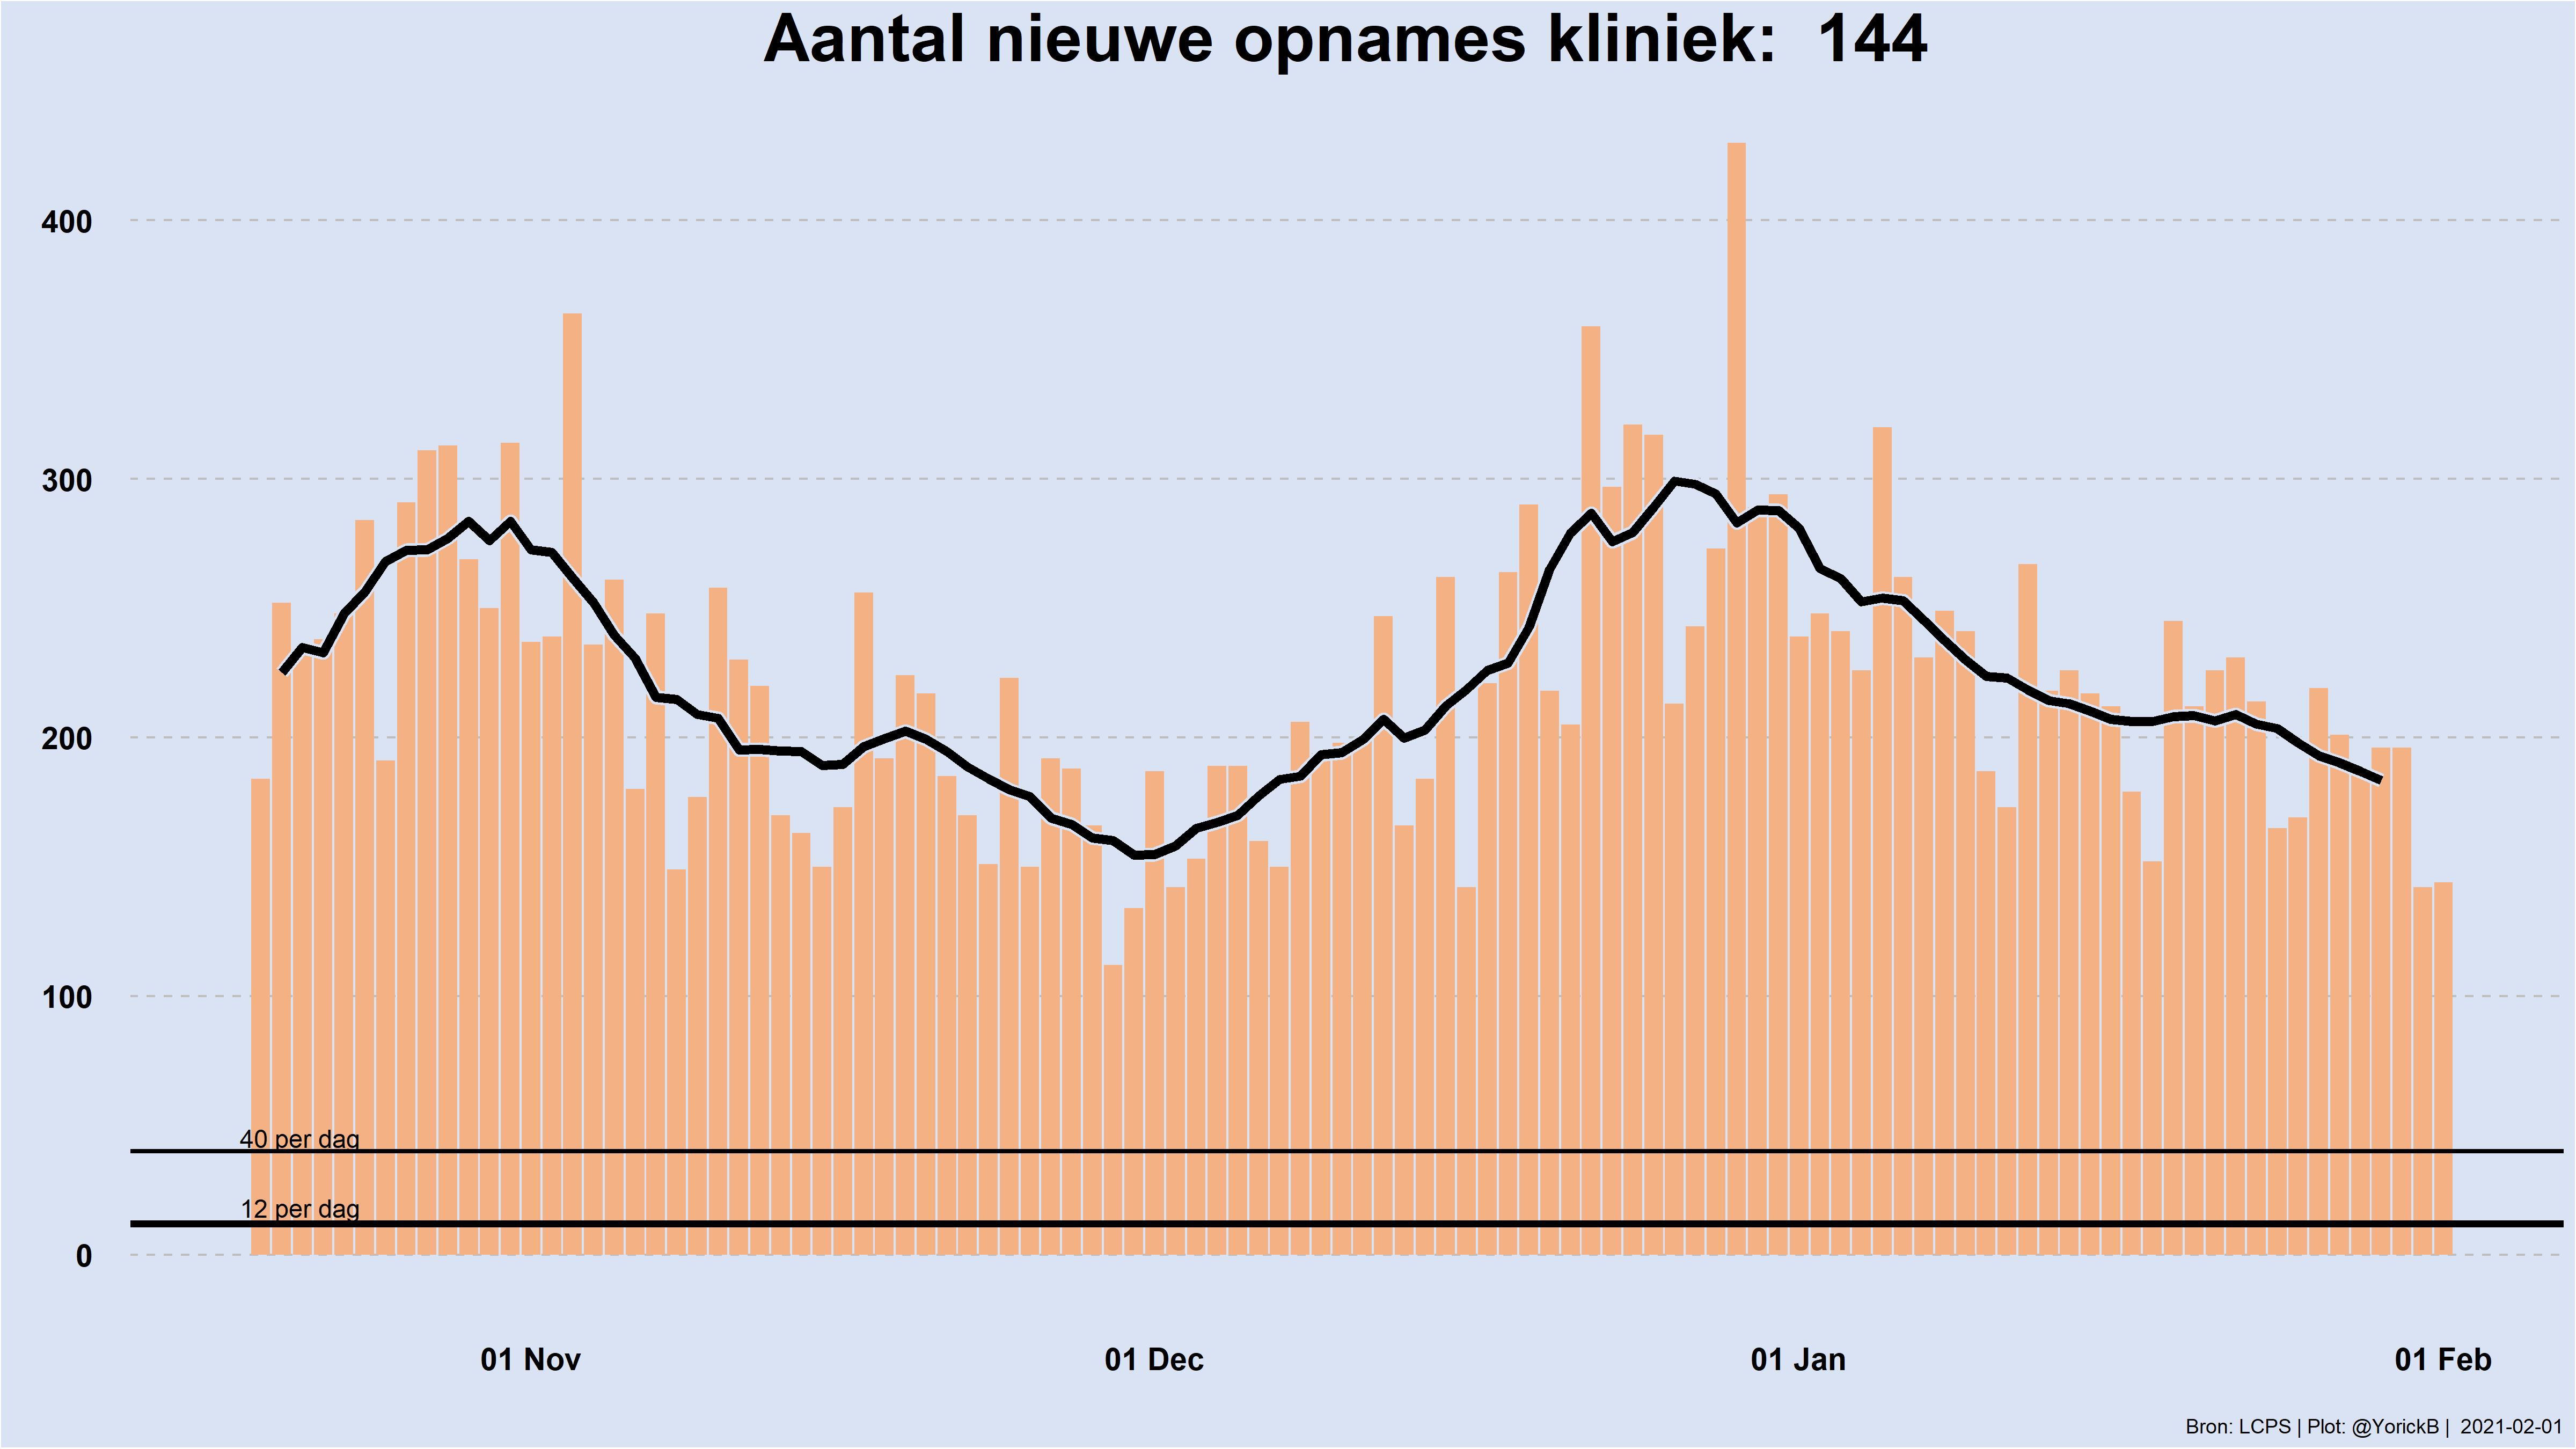 Aantal nieuwe opnames kliniek:  144
400
300
200
100
40 per dag
12 per dag
0
01 Nov
01 Dec
01 Jan
01 Feb
Bron: LCPS | Plot: @YorickB |  2021-02-01